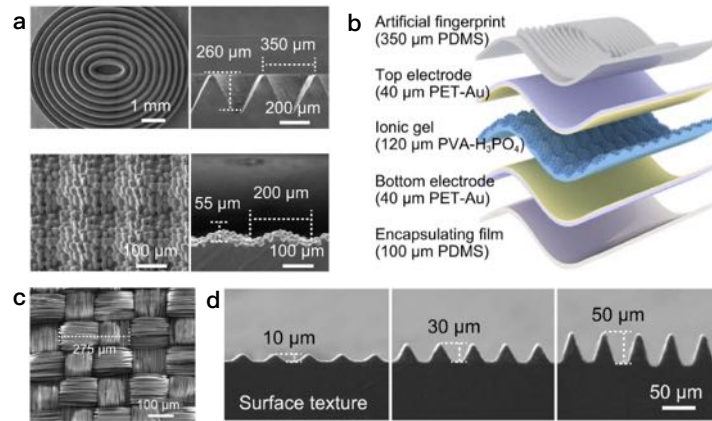 a
260 µm
350 µm
1 mm
200 µm
55 µm
200 µm
100 µm
100 µm
b
Artificial fingerprint
(350 µm PDMS)
Top electrode
(40 µm PET-Au)
Ionic gel
(120 µm PVA-H₃PO₄)
Bottom electrode
(40 µm PET-Au)
Encapsulating film
(100 µm PDMS)
c
275 µm
100 µm
d
10 µm
30 µm
50 µm
Surface texture
50 µm